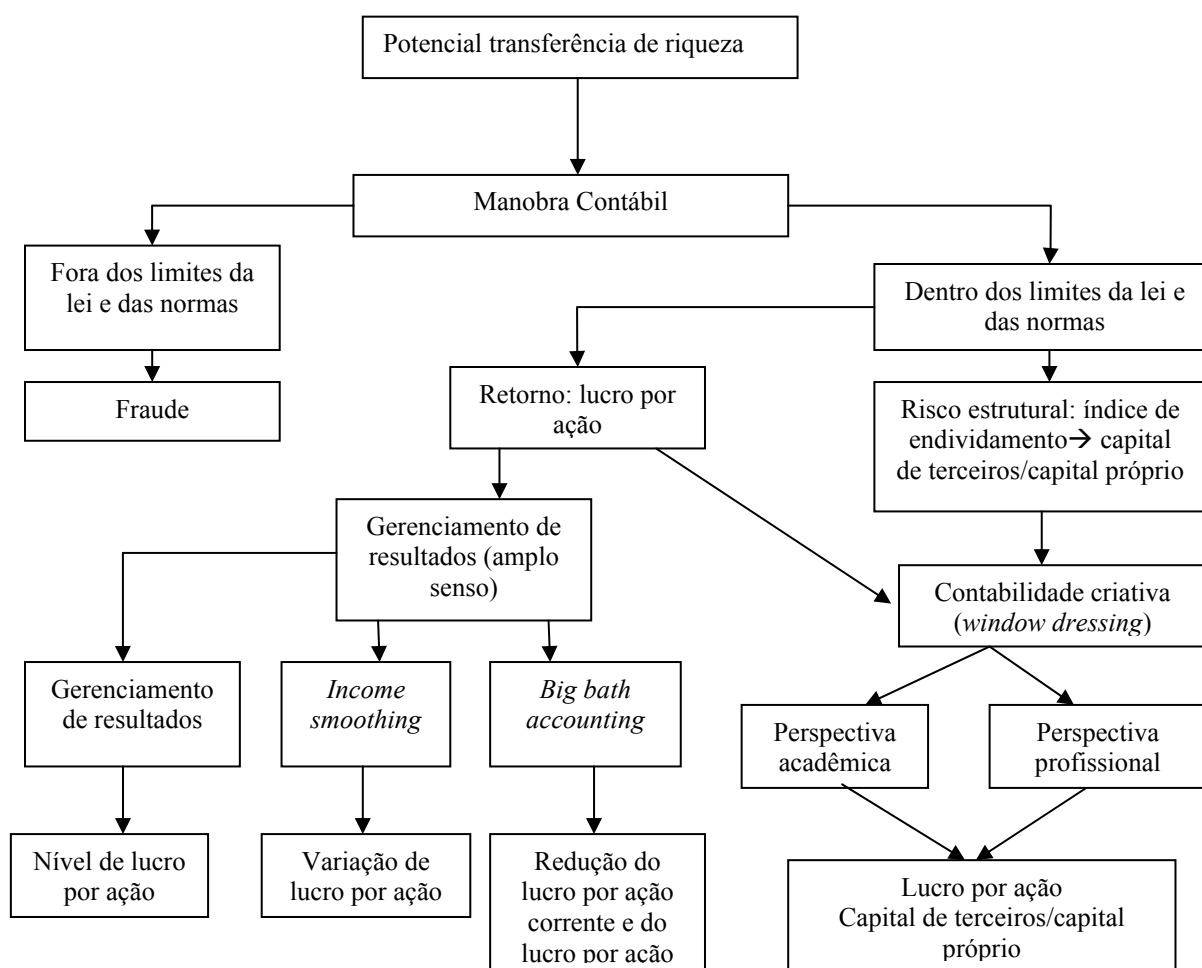 Potencial transferência de riqueza
Manobra Contábil
Fora dos limites da
lei e das normas
Dentro dos limites da lei e
das normas
Fraude
Retorno: lucro por
ação
Risco estrutural: índice de
endividamento→ capital
de terceiros/capital próprio
Gerenciamento de
resultados (amplo
senso)
Contabilidade criativa
(window dressing)
Gerenciamento
de resultados
Income
smoothing
Big bath
accounting
Perspectiva
acadêmica
Perspectiva
profissional
Nível de lucro
por ação
Variação de
lucro por ação
Redução do
lucro por ação
corrente e do
lucro por ação
Lucro por ação
Capital de terceiros/capital
próprio